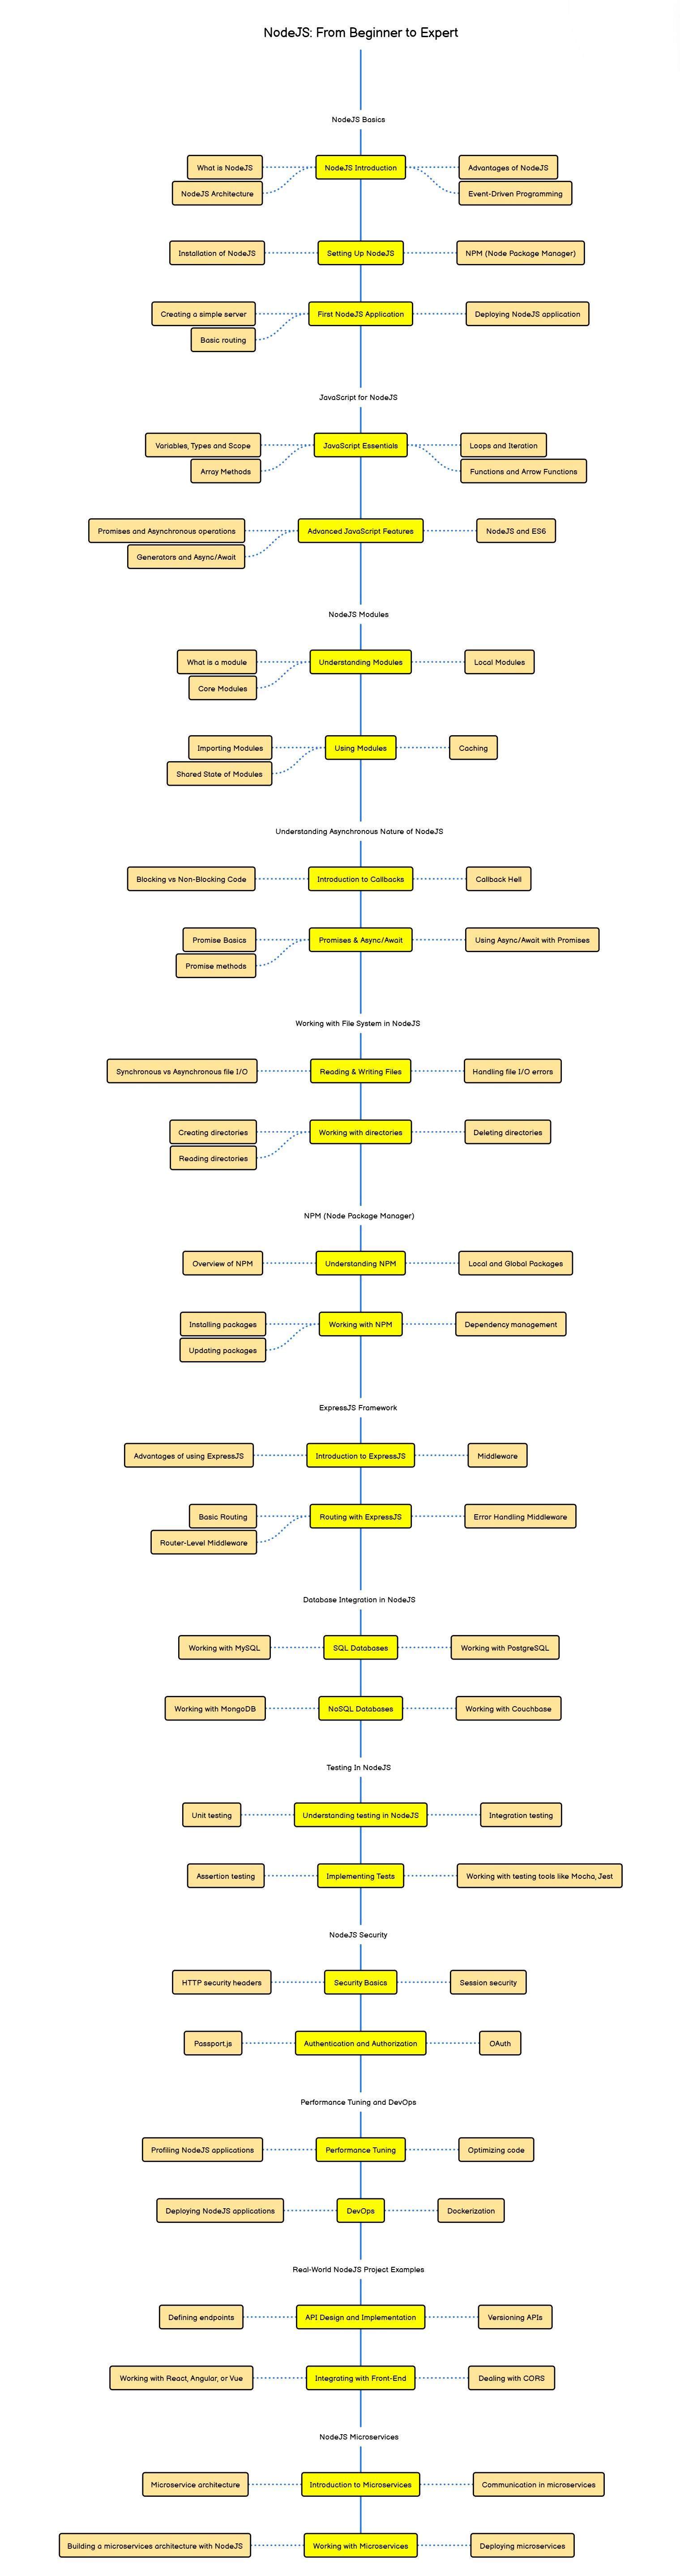 NodeJS: From Beginner to Expert
NodeJS Basics
What is NodeJS
NodeJS Introduction
Advantages of NodeJS
NodeJS Architecture
Event-Driven Programming
Installation of NodeJS
Setting Up NodeJS
NPM (Node Package Manager)
Creating a simple server
First NodeJS Application
Deploying NodeJS application
Basic routing
JavaScript for NodeJS
Variables, Types and Scope
JavaScript Essentials
Loops and Iteration
Array Methods
Functions and Arrow Functions
Promises and Asynchronous operations
Advanced JavaScript Features
NodeJS and ES6
Generators and Async/Await
NodeJS Modules
What is a module
Understanding Modules
Local Modules
Core Modules
Importing Modules
Using Modules
Caching
Shared State of Modules
Understanding Asynchronous Nature of NodeJS
Blocking vs Non-Blocking Code
Introduction to Callbacks
Callback Hell
Promise Basics
Promises & Async/Await
Using Async/Await with Promises
Promise methods
Working with File System in NodeJS
Synchronous vs Asynchronous file I/O
Reading & Writing Files
Handling file I/O errors
Creating directories
Working with directories
Deleting directories
Reading directories
NPM (Node Package Manager)
Overview of NPM
Understanding NPM
Local and Global Packages
Installing packages
Working with NPM
Dependency management
Updating packages
ExpressJS Framework
Advantages of using ExpressJS
Introduction to ExpressJS
Middleware
Basic Routing
Routing with ExpressJS
Error Handling Middleware
Router-Level Middleware
Database Integration in NodeJS
Working with MySQL
SQL Databases
Working with PostgreSQL
Working with MongoDB
NoSQL Databases
Working with Couchbase
Testing In NodeJS
Unit testing
Understanding testing in NodeJS
Integration testing
Assertion testing
Implementing Tests
Working with testing tools like Mocha, Jest
NodeJS Security
HTTP security headers
Security Basics
Session security
Passport.js
Authentication and Authorization
OAuth
Performance Tuning and DevOps
Profiling NodeJS applications
Performance Tuning
Optimizing code
Deploying NodeJS applications
DevOps
Dockerization
Real-World NodeJS Project Examples
Defining endpoints
API Design and Implementation
Versioning APIs
Working with React, Angular, or Vue
Integrating with Front-End
Dealing with CORS
NodeJS Microservices
Microservice architecture
Introduction to Microservices
Communication in microservices
Building a microservices architecture with NodeJS
Working with Microservices
Deploying microservices